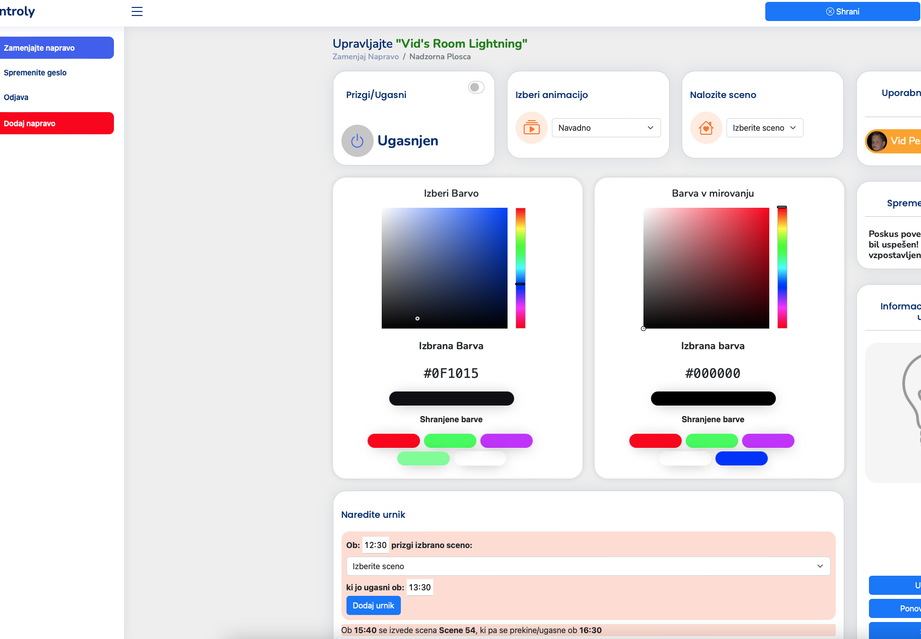 ntroly
Shrani
Zamenjajte napravo
Spremenite geslo
Odjava
Dodaj napravo
Upravljajte "Vid's Room Lightning"
Zamenjaj Napravo / Nadzorna Plosca
Prizgi/Ugasni
Ugasnjen
Izberi animacijo
Navadno
Nalozite sceno
Izberite sceno
Uporabn
Vid Pe
Izberi Barvo
Izbrana Barva
#0F1015
Shranjene barve
Barva v mirovanju
Izbrana barva
#000000
Shranjene barve
Spreme
Poskus pove
bil uspešen!
vzpostavljen
Informac
u
Naredite urnik
Ob: 12:30 prizgi izbrano sceno:
Izberite sceno
ki jo ugasni ob: 13:30
Dodaj urnik
Ob 15:40 se izvede scena Scene 54, ki pa se prekine/ugasne ob 16:30
U
Ponov